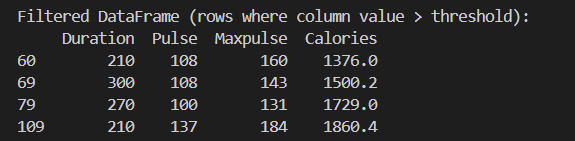 Filtered DataFrame (rows where column value > threshold):
     Duration  Pulse  Maxpulse  Calories
60        210    108       160    1376.0
69        300    108       143    1500.2
79        270    100       131    1729.0
109       210    137       184    1860.4